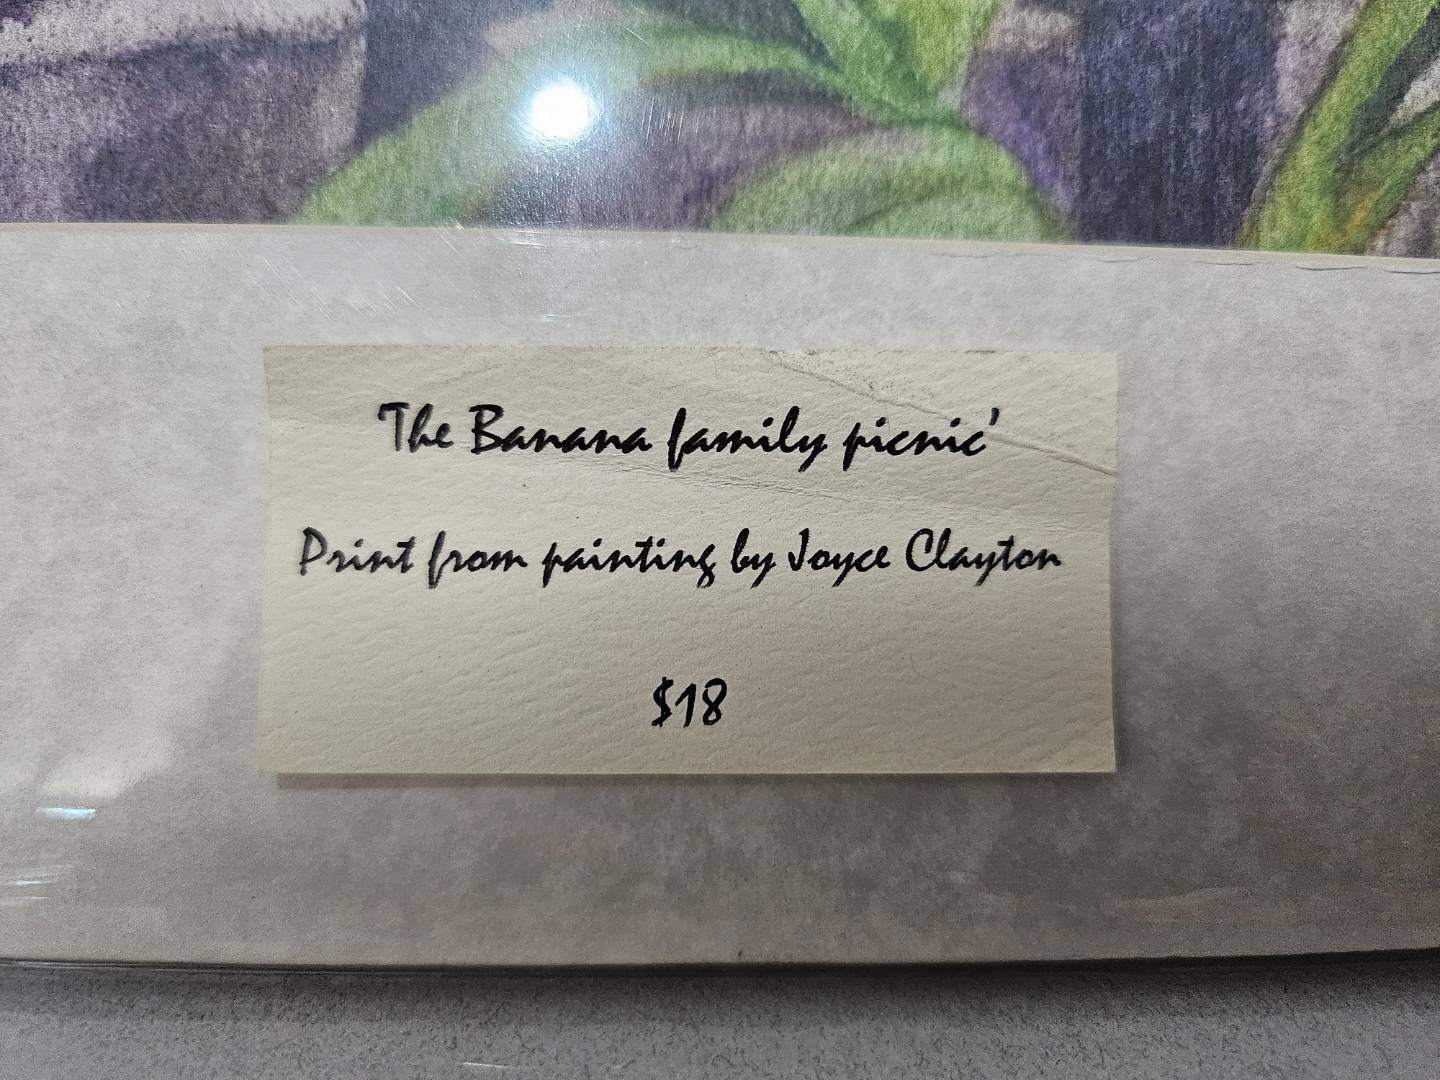 'The Banana family picnic'
Print from painting by Joyce Clayton
$18